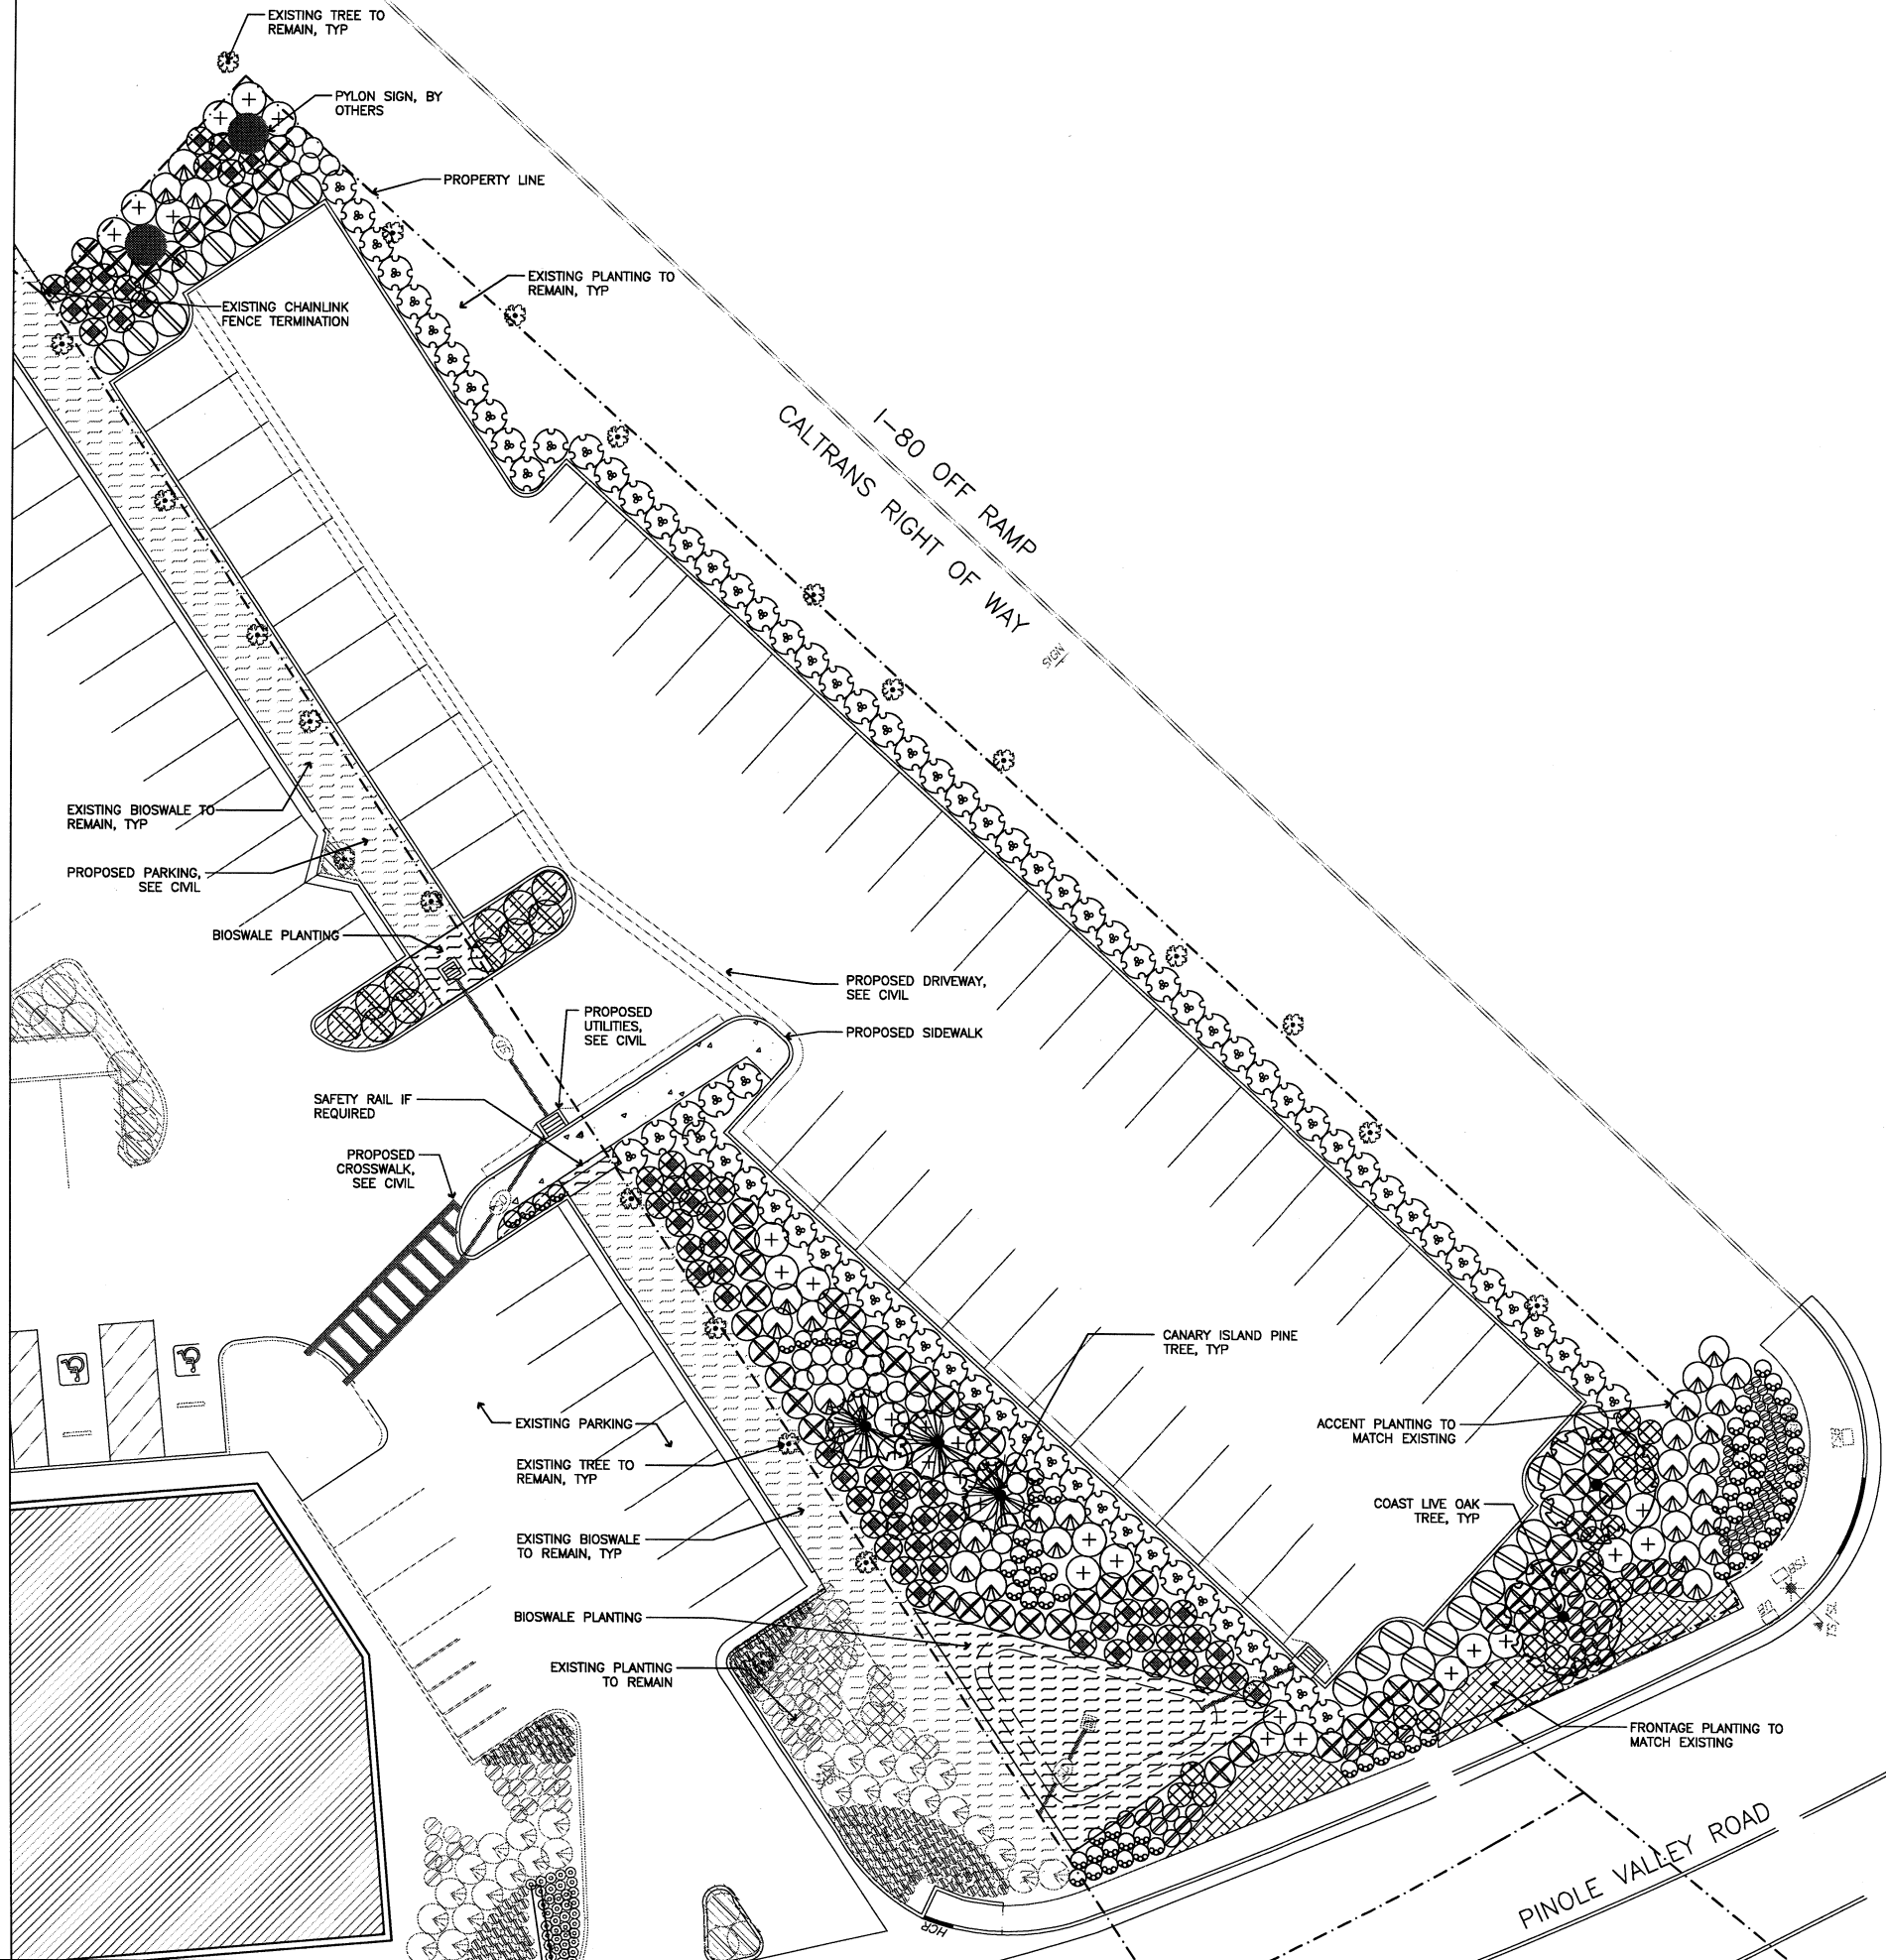 EXISTING TREE TO
REMAIN, TYP
PYLON SIGN, BY
OTHERS
PROPERTY LINE
EXISTING PLANTING TO
REMAIN, TYP
EXISTING CHAINLINK
FENCE TERMINATION
I-80 OFF RAMP
CALTRANS RIGHT OF WAY
SIGN
EXISTING BIOSWALE TO
REMAIN, TYP
PROPOSED PARKING,
SEE CIVIL
BIOSWALE PLANTING
PROPOSED DRIVEWAY,
SEE CIVIL
PROPOSED
UTILITIES,
SEE CIVIL
PROPOSED SIDEWALK
SAFETY RAIL IF
REQUIRED
PROPOSED
CROSSWALK,
SEE CIVIL
CANARY ISLAND PINE
TREE, TYP
EXISTING PARKING
ACCENT PLANTING TO
MATCH EXISTING
EXISTING TREE TO
REMAIN, TYP
COAST LIVE OAK
TREE, TYP
EXISTING BIOSWALE
TO REMAIN, TYP
BIOSWALE PLANTING
EXISTING PLANTING
TO REMAIN
FRONTAGE PLANTING TO
MATCH EXISTING
TS/SL
PINOLE VALLEY ROAD
HCR